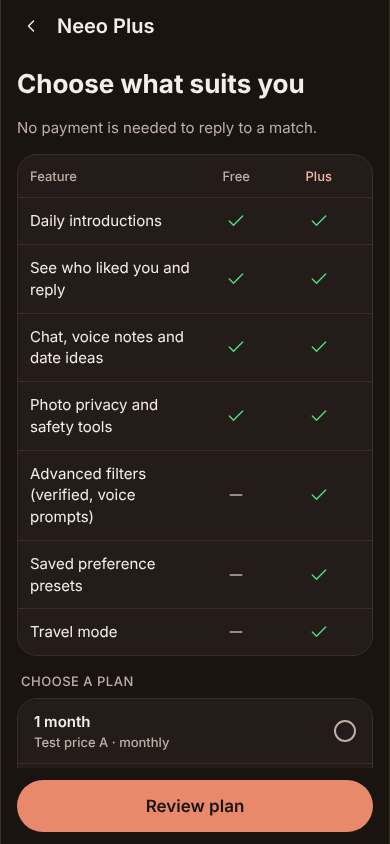 Neeo Plus
Choose what suits you
No payment is needed to reply to a match.
Feature Free Plus
Daily introductions
See who liked you and
reply
Chat, voice notes and
date ideas
Photo privacy and
safety tools
Advanced filters
(verified, voice
prompts)
Saved preference
presets
Travel mode
CHOOSE A PLAN
1 month
Test price A · monthly
Review plan